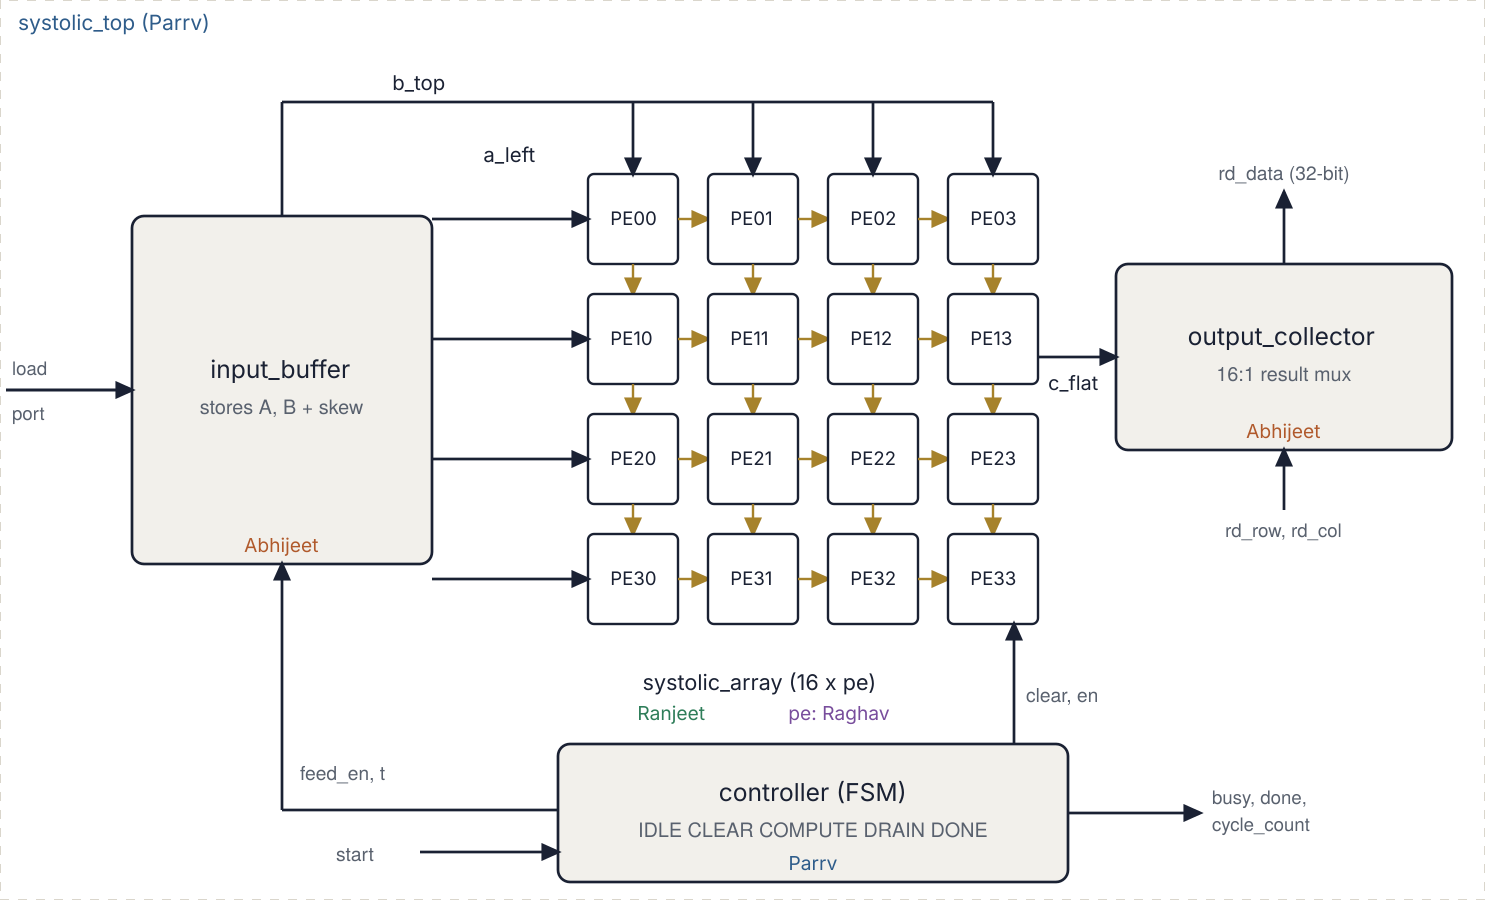 systolic_top (Parrv)
b_top
a_left
rd_data (32-bit)
PE00 PE01 PE02 PE03
PE10 PE11 PE12 PE13
output_collector
16:1 result mux
Abhijeet
c_flat
load
port
input_buffer
stores A, B + skew
Abhijeet
PE20 PE21 PE22 PE23
rd_row, rd_col
PE30 PE31 PE32 PE33
systolic_array (16 x pe)
Ranjeet pe: Raghav
clear, en
feed_en, t
controller (FSM)
IDLE CLEAR COMPUTE DRAIN DONE
Parrv
start
busy, done,
cycle_count